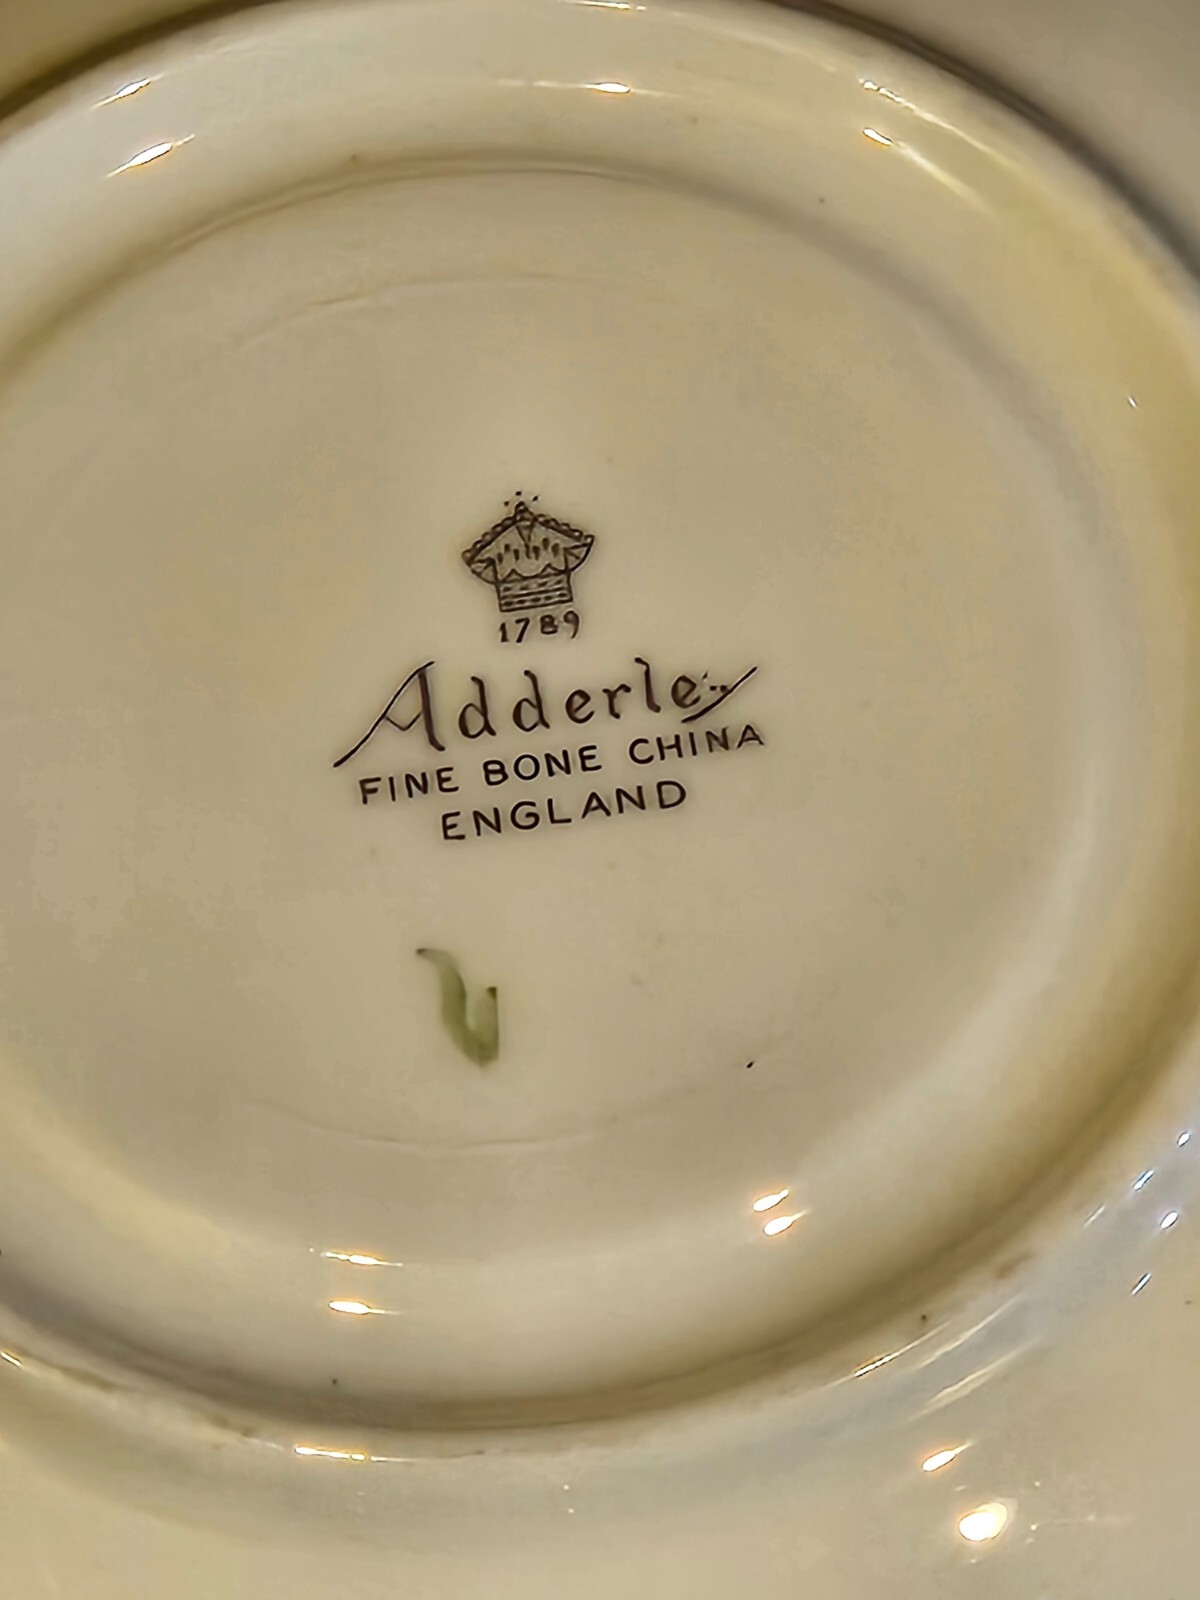 1789
Adderley
FINE BONE CHINA
ENGLAND